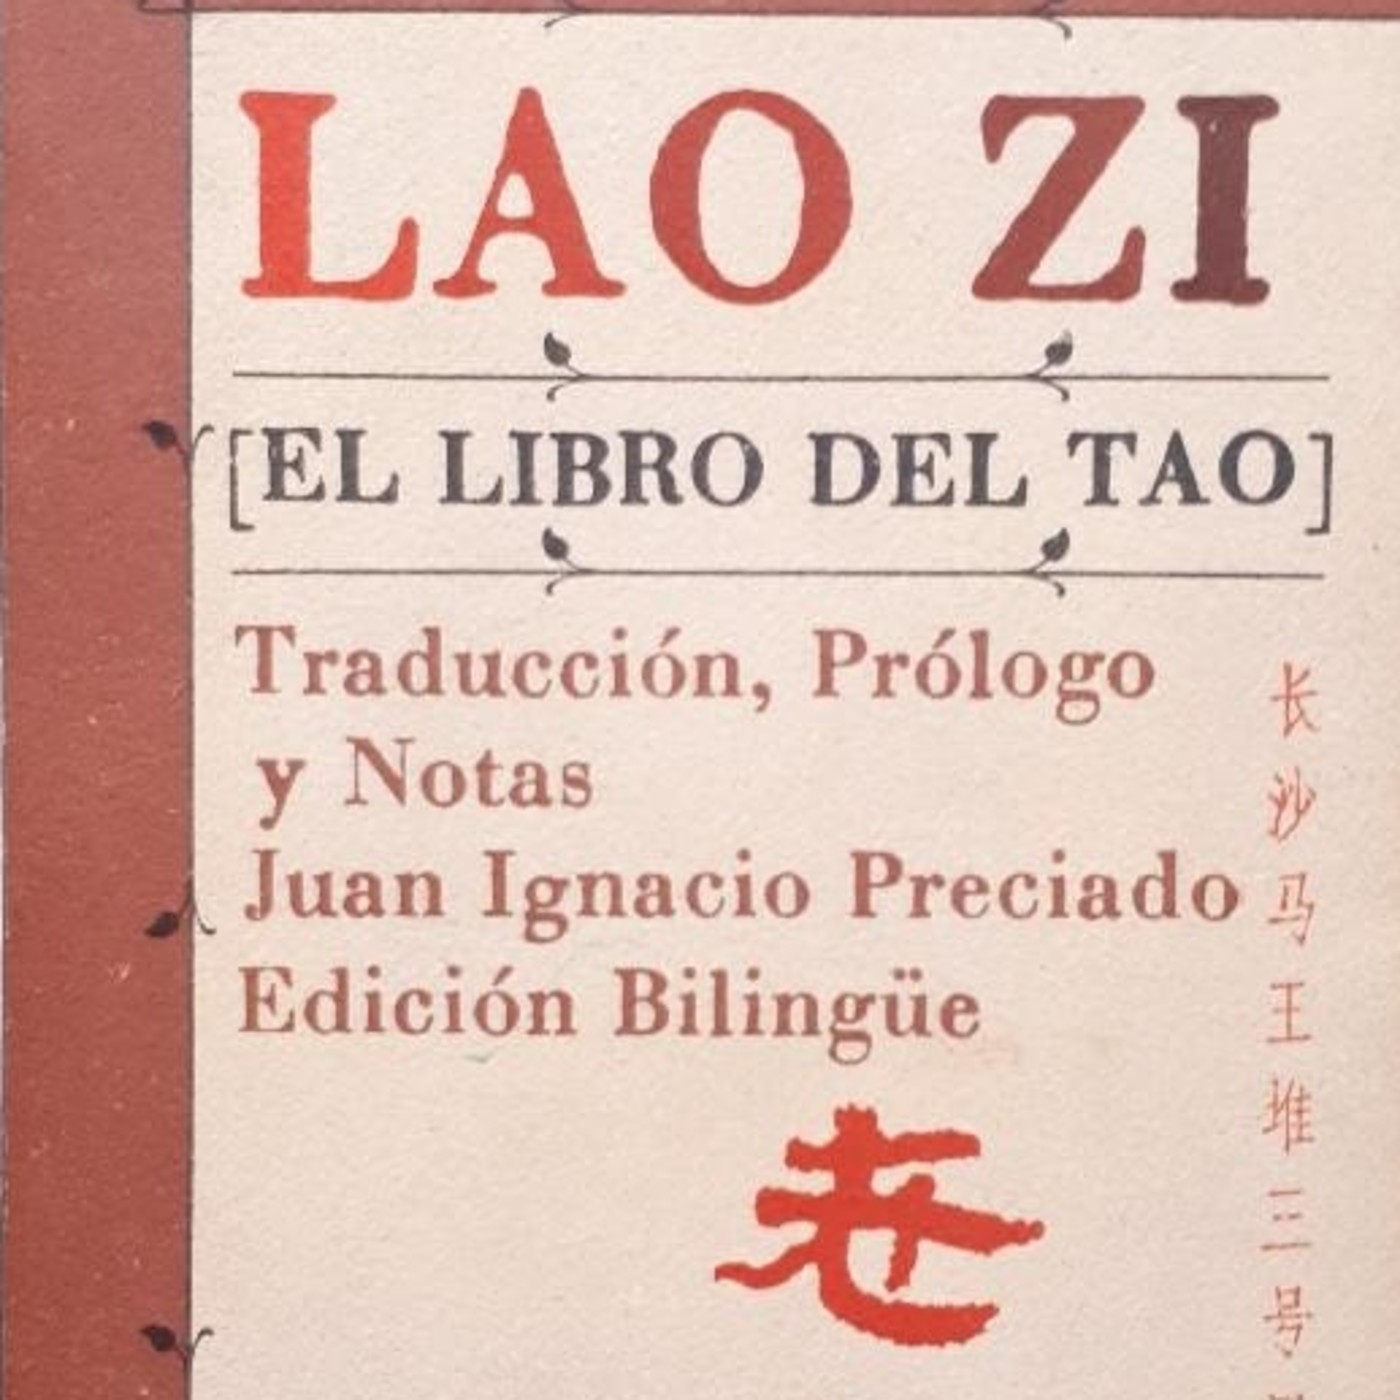 LAO ZI
[EL LIBRO DEL TAO]
Traducción, Prólogo
y Notas
Juan Ignacio Preciado
Edición Bilingüe
老
长沙马王堆三号